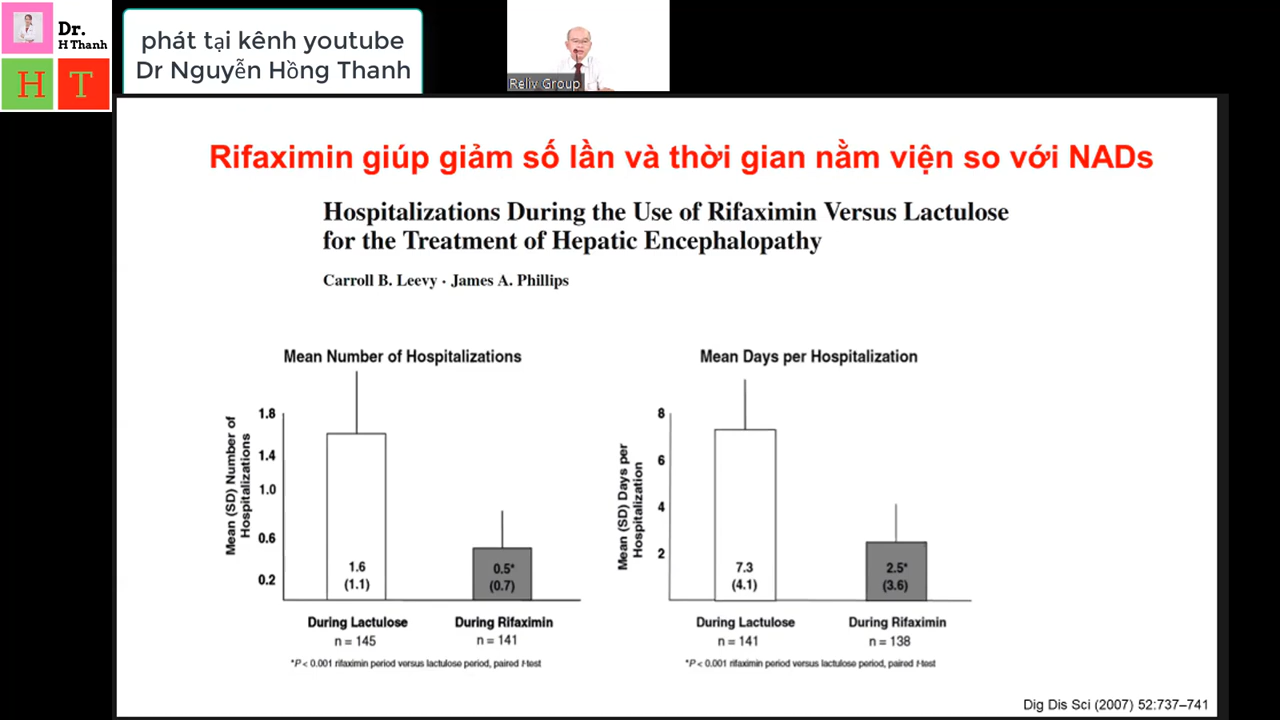 Dr.
H Thanh
H T
phát tại kênh youtube
Dr Nguyễn Hồng Thanh
Reliv Group
Rifaximin giúp giảm số lần và thời gian nằm viện so với NADs
Hospitalizations During the Use of Rifaximin Versus Lactulose
for the Treatment of Hepatic Encephalopathy
Carroll B. Leevy · James A. Phillips
Mean Number of Hospitalizations
Mean (SD) Number of
Hospitalizations
1.8
1.4
1.0
0.6
0.2
1.6
(1.1)
0.5*
(0.7)
During Lactulose
n = 145
During Rifaximin
n = 141
*P < 0.001 rifaximin period versus lactulose period, paired t-test
Mean Days per Hospitalization
Mean (SD) Days per
Hospitalization
8
6
4
2
7.3
(4.1)
2.5*
(3.6)
During Lactulose
n = 141
During Rifaximin
n = 138
*P < 0.001 rifaximin period versus lactulose period, paired t-test
Dig Dis Sci (2007) 52:737–741